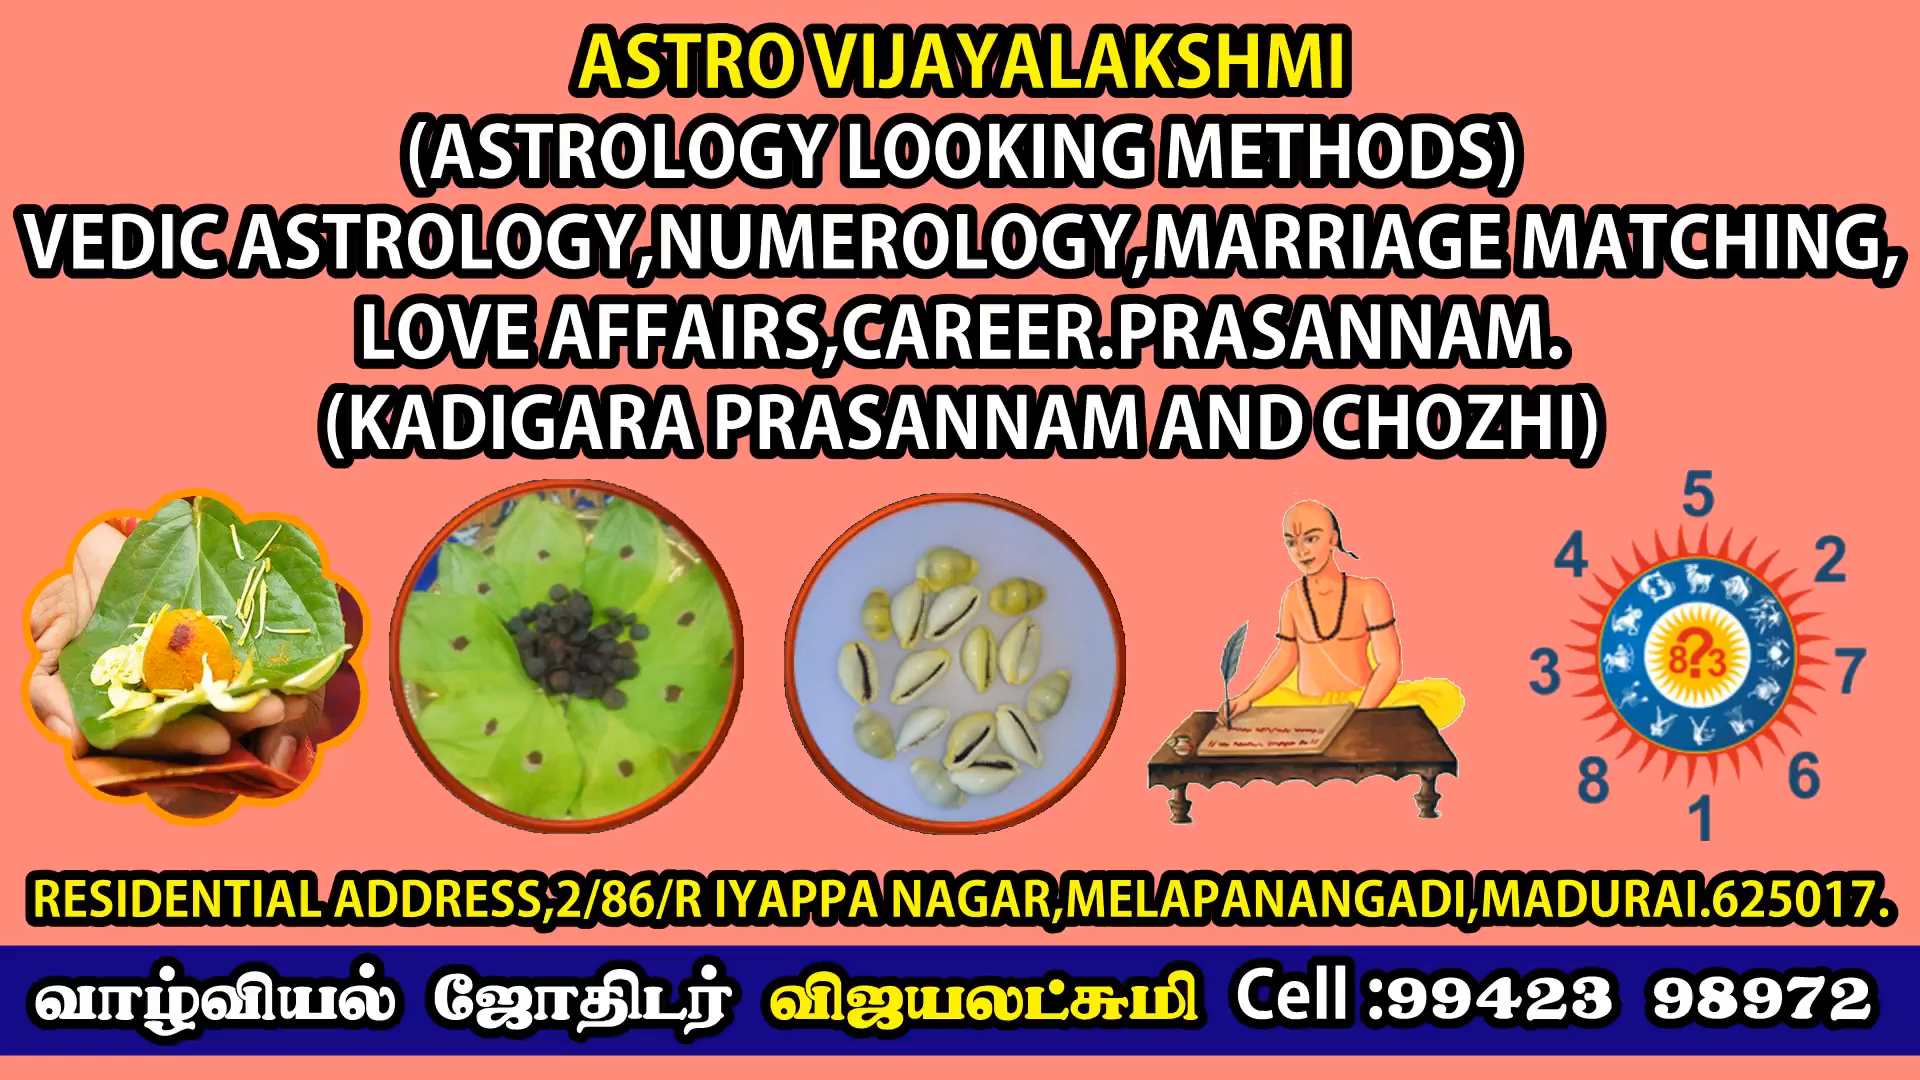 ASTRO VIJAYALAKSHMI
(ASTROLOGY LOOKING METHODS)
VEDIC ASTROLOGY,NUMEROLOGY,MARRIAGE MATCHING,
LOVE AFFAIRS,CAREER.PRASANNAM.
(KADIGARA PRASANNAM AND CHOZHI)
5
4 2
8?3
3 7
8 6
1
RESIDENTIAL ADDRESS,2/86/R IYAPPA NAGAR,MELAPANANGADI,MADURAI.625017.
வாழ்வியல் ஜோதிடர் விஜயலட்சுமி Cell :99423 98972